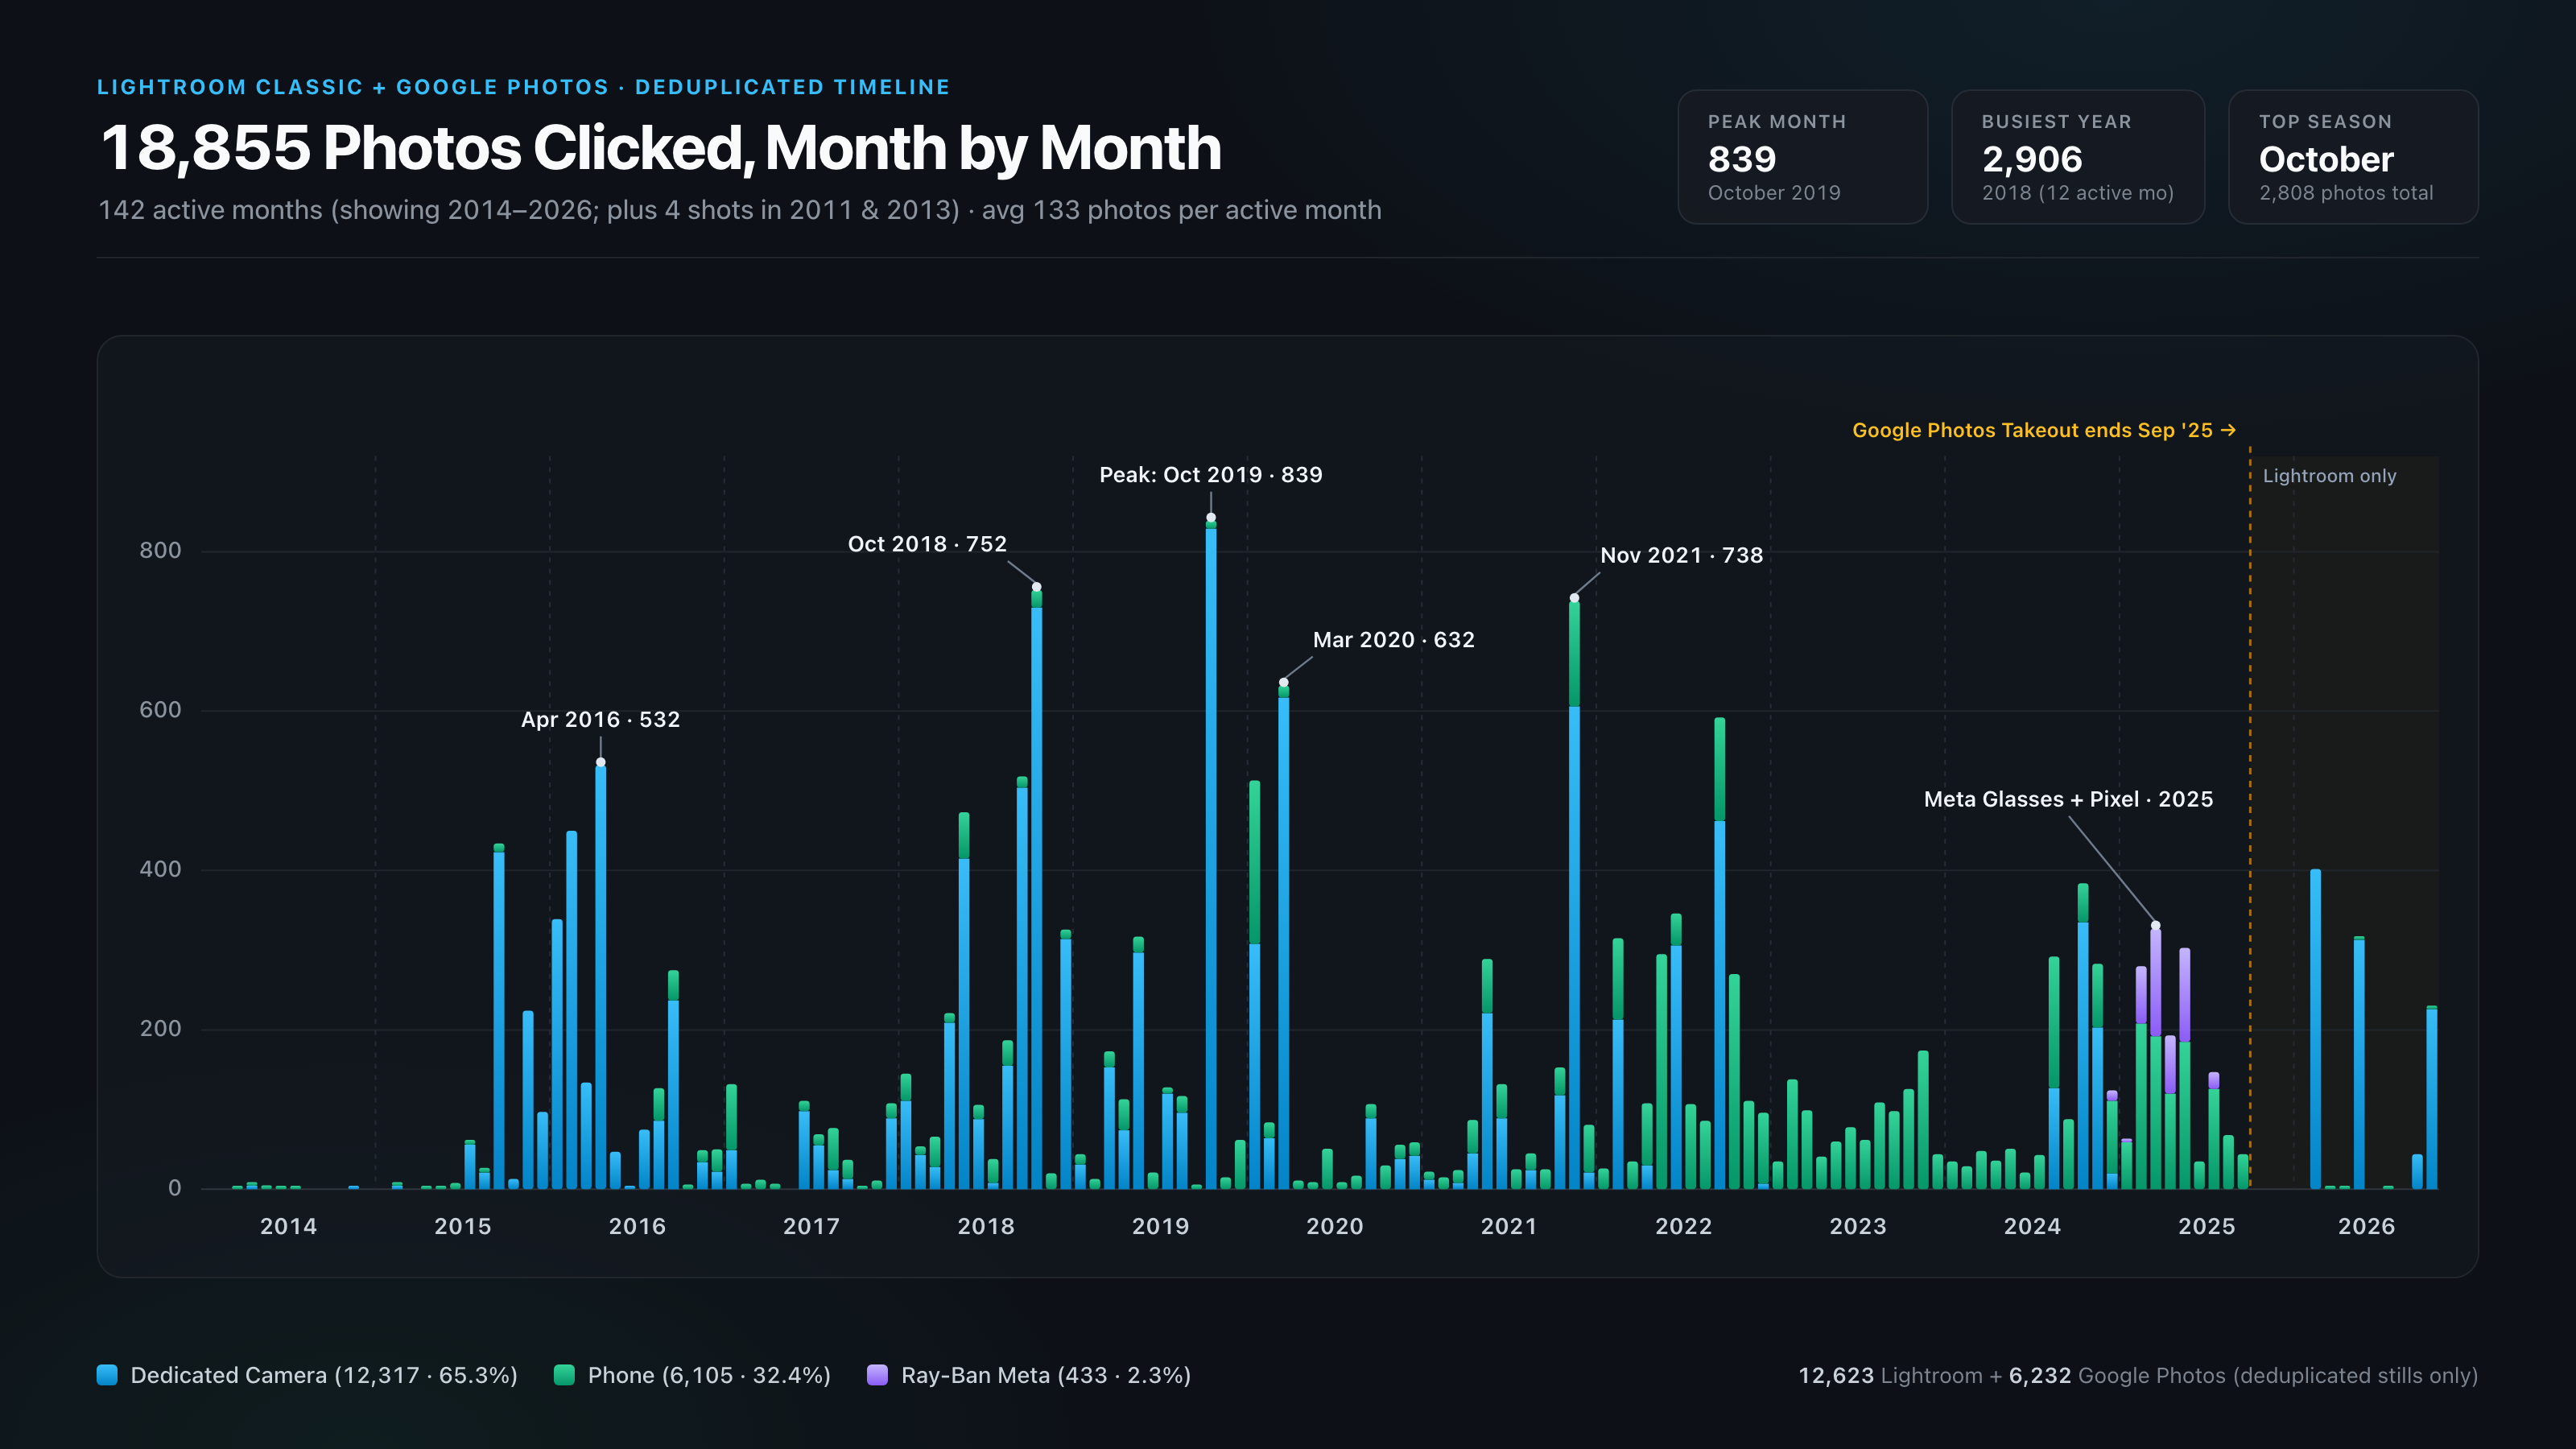 LIGHTROOM CLASSIC + GOOGLE PHOTOS · DEDUPLICATED TIMELINE
18,855 Photos Clicked, Month by Month
142 active months (showing 2014–2026; plus 4 shots in 2011 & 2013) · avg 133 photos per active month
PEAK MONTH
839
October 2019
BUSIEST YEAR
2,906
2018 (12 active mo)
TOP SEASON
October
2,808 photos total
Google Photos Takeout ends Sep '25 →
Lightroom only
Peak: Oct 2019 · 839
Oct 2018 · 752
Nov 2021 · 738
Mar 2020 · 632
Apr 2016 · 532
Meta Glasses + Pixel · 2025
800
600
400
200
0
2014 2015 2016 2017 2018 2019 2020 2021 2022 2023 2024 2025 2026
Dedicated Camera (12,317 · 65.3%)
Phone (6,105 · 32.4%)
Ray-Ban Meta (433 · 2.3%)
12,623 Lightroom + 6,232 Google Photos (deduplicated stills only)